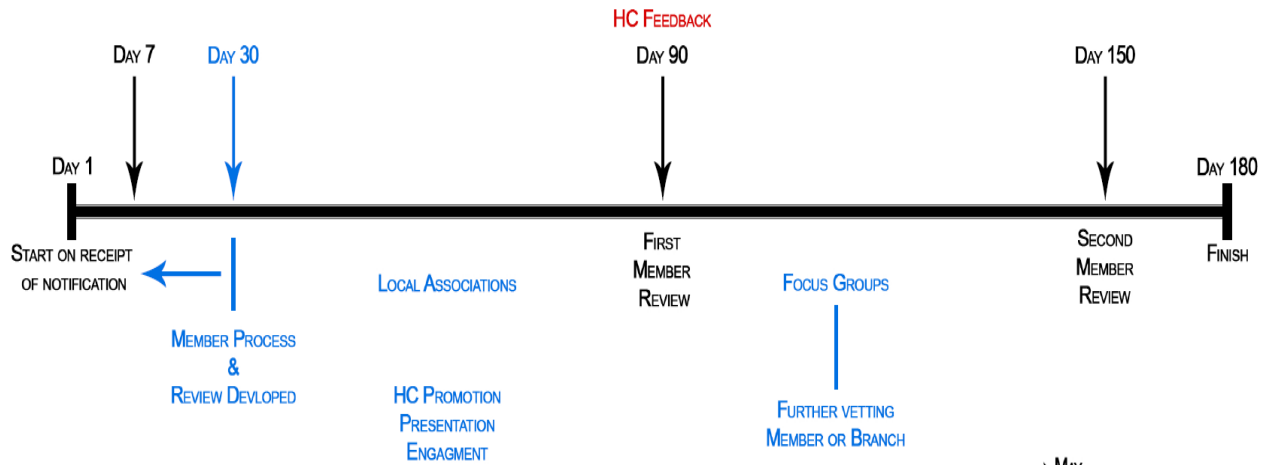 HC Feedback
Day 7
Day 30
Day 90
Day 150
Day 1
Day 180
Start on receipt
of notification
First
Member
Review
Second
Member
Review
Finish
Local Associations
Focus Groups
Member Process
&
Review Devloped
HC Promotion
Presentation
Engagment
Further vetting
Member or Branch
May